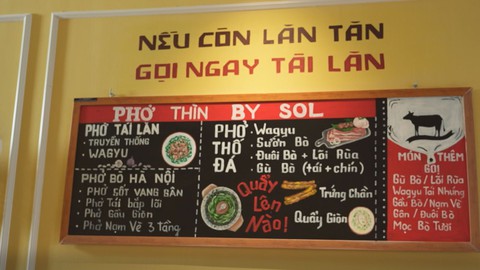 NẾU CÒN LĂN TĂN
GỌI NGAY TÁI LĂN
PHỞ THÌN BY SOL
PHỞ TÁI LĂN
- TRUYỀN THỐNG
- WAGYU
PHỞ BÒ HÀ NỘI
- PHỞ SỐT VANG GÂN
- Phở Tái bắp lõi
- Phở Gầu Giòn
- Phở Nạm Vè 3 Tầng
PHỞ THỐ ĐÁ
- Wagyu
- Sườn Bò
- Đuôi Bò + Lõi Rùa
- Gù Bò (tái + chín)
Quẩy Lên Nào!
Trứng Chần
Quẩy Giòn
MÓN THÊM
GỌI
Gù Bò / Lõi Rùa
Wagyu Tái Nhúng
Gầu Bò / Nạm Vè
Gân / Đuôi Bò
Mọc Bò Tươi